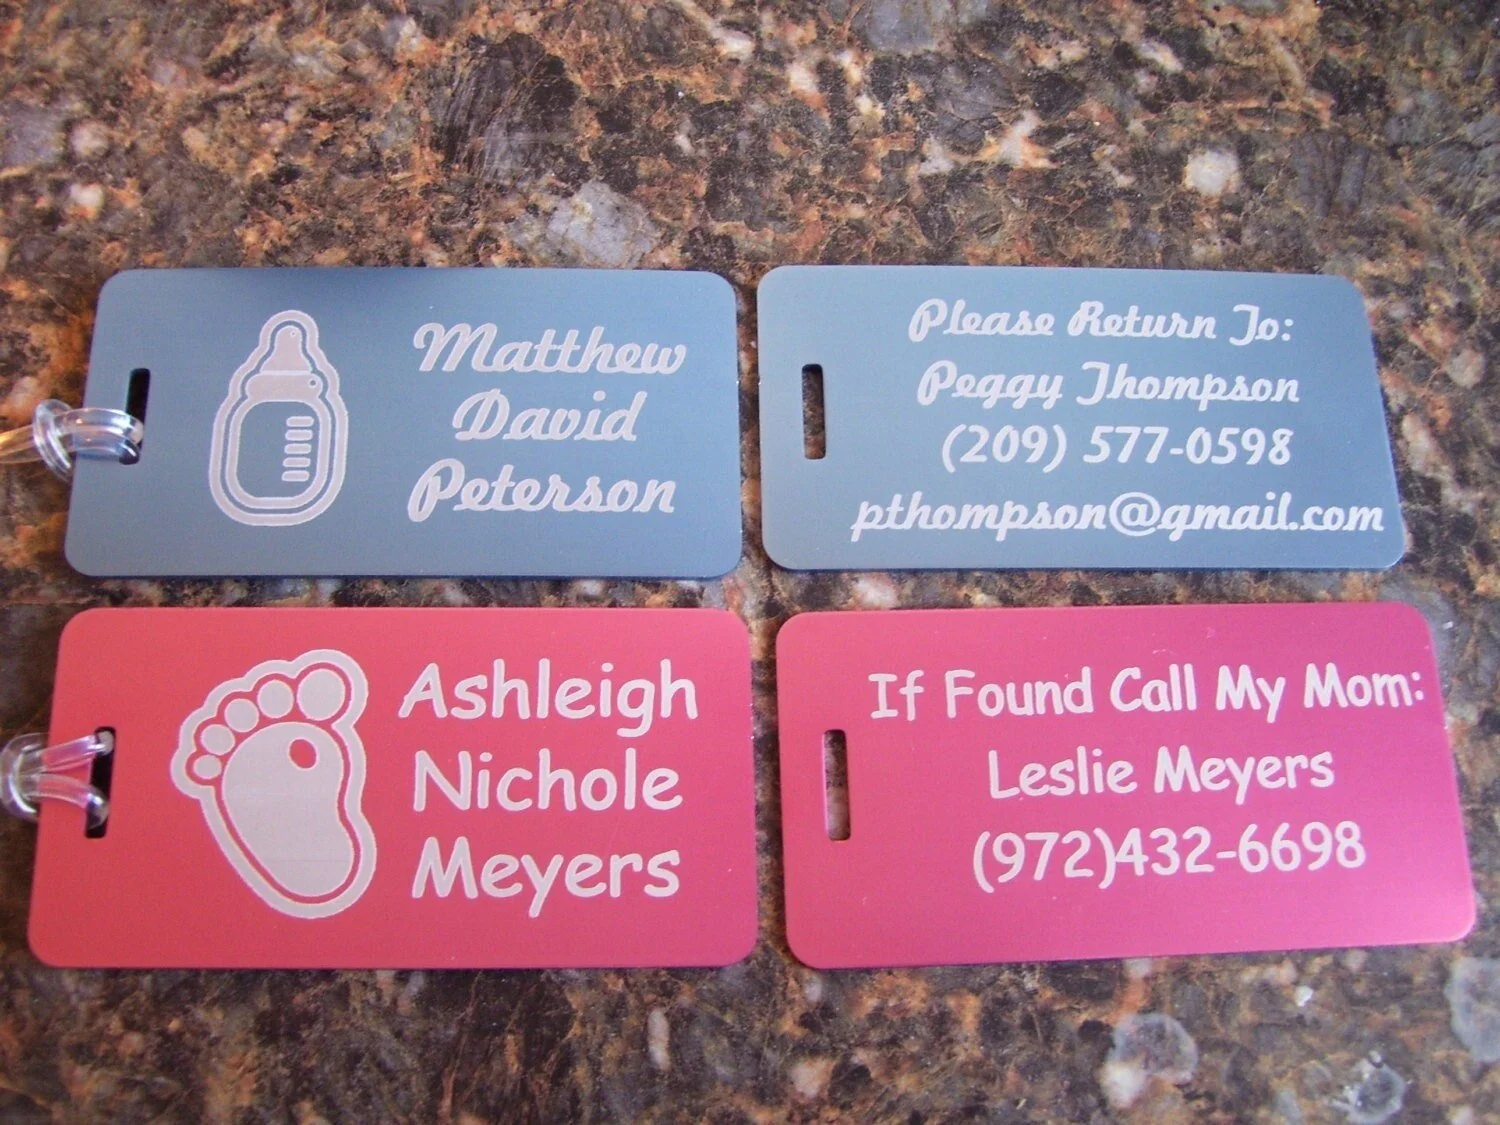 Matthew
David
Peterson
Please Return To:
Peggy Thompson
(209) 577-0598
pthompson@gmail.com
Ashleigh
Nichole
Meyers
If Found Call My Mom:
Leslie Meyers
(972)432-6698